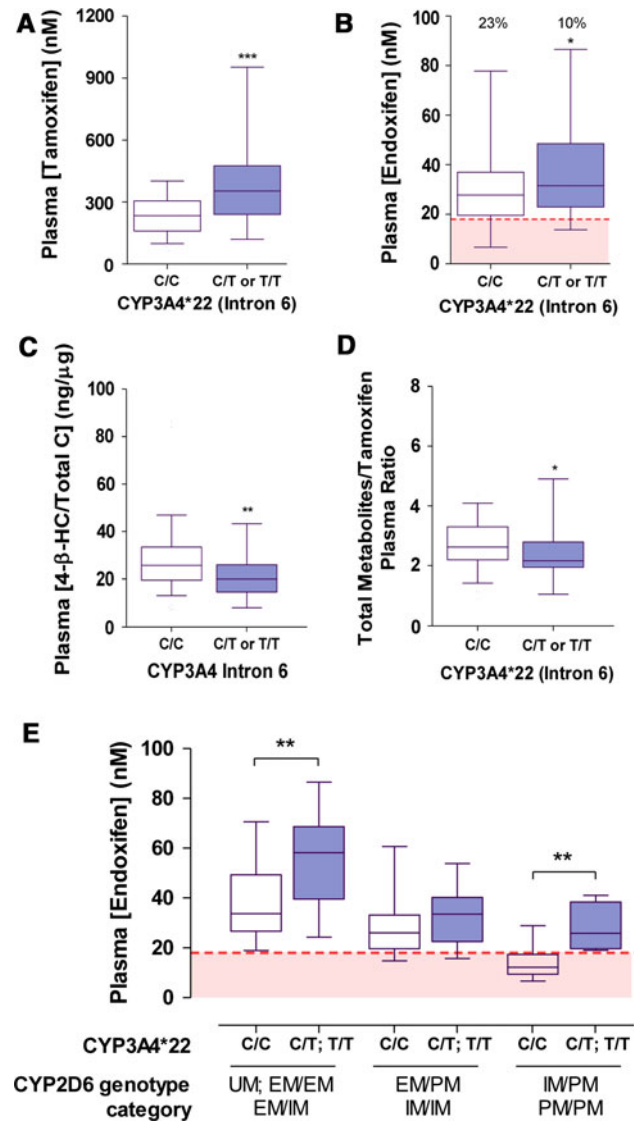 A
Plasma [Tamoxifen] (nM)
1200
900
600
300
0
***
C/C
C/T or T/T
CYP3A4*22 (Intron 6)
B
Plasma [Endoxifen] (nM)
100
80
60
40
20
0
23%
10%
*
C/C
C/T or T/T
CYP3A4*22 (Intron 6)
C
Plasma [4-β-HC/Total C] (ng/μg)
100
80
60
40
20
0
**
C/C
C/T or T/T
CYP3A4 Intron 6
D
Total Metabolites/Tamoxifen
Plasma Ratio
8
6
4
2
0
*
C/C
C/T or T/T
CYP3A4*22 (Intron 6)
E
Plasma [Endoxifen] (nM)
100
80
60
40
20
0
**
**
CYP3A4*22
C/C
C/T; T/T
C/C
C/T; T/T
C/C
C/T; T/T
CYP2D6 genotype
category
UM; EM/EM
EM/IM
EM/PM
IM/IM
IM/PM
PM/PM